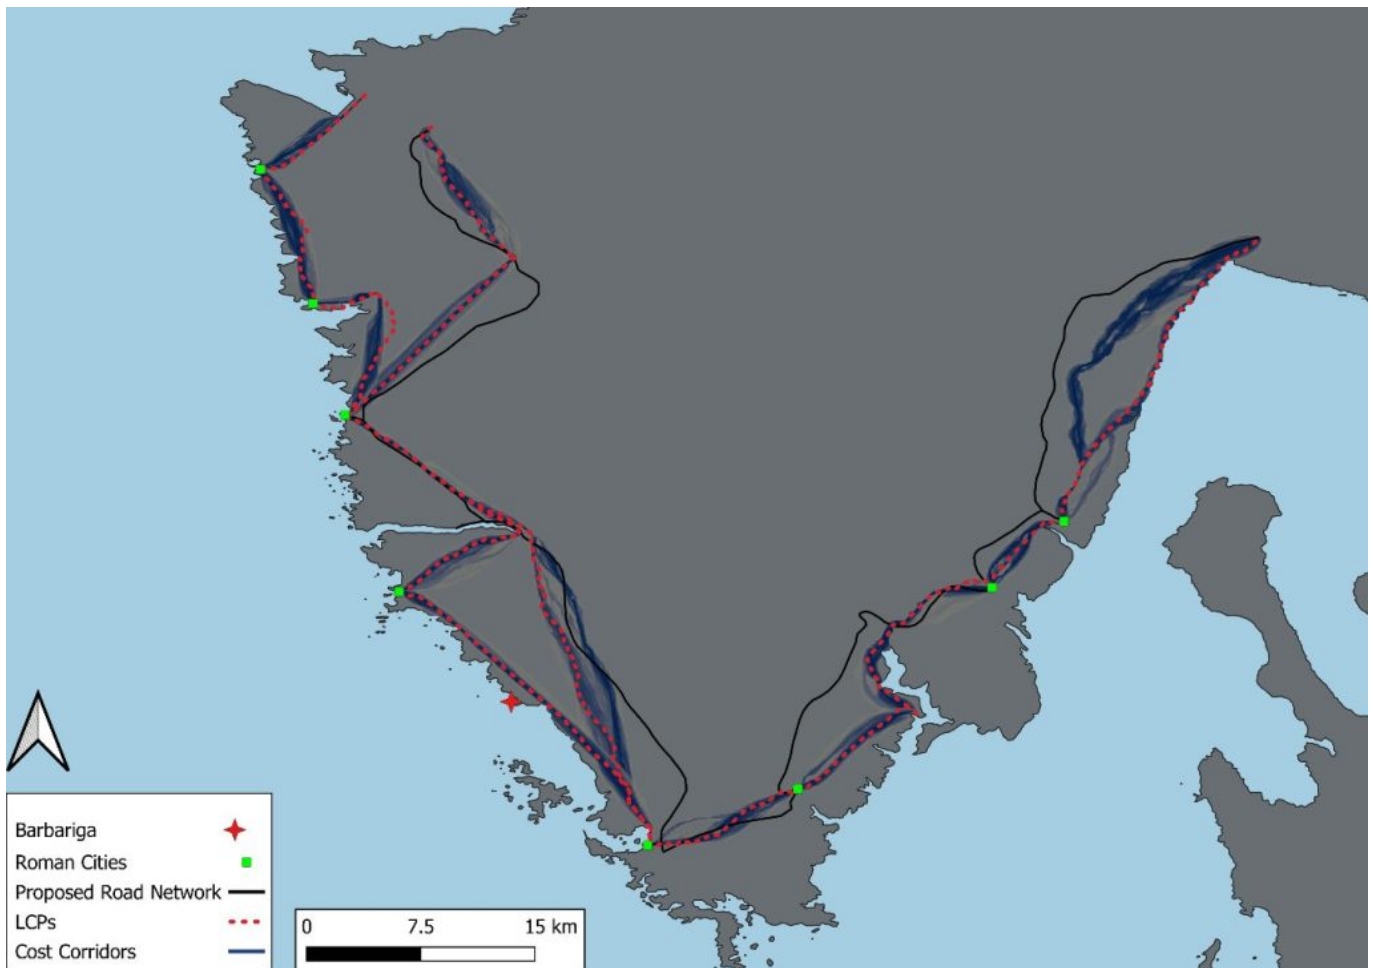 Barbariga
Roman Cities
Proposed Road Network
LCPs
Cost Corridors
0 7.5 15 km